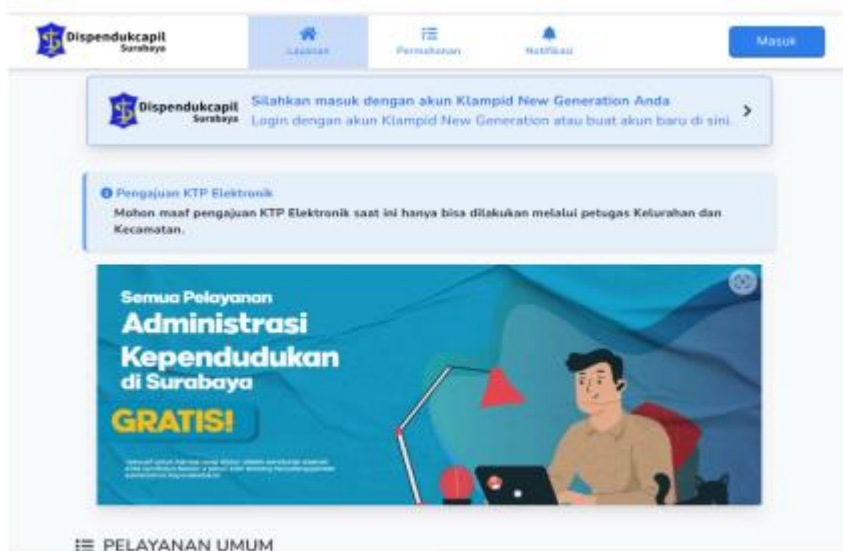 Dispendukcapil
Surabaya
Layanan
Permohonan
Notifikasi
Masuk
Dispendukcapil
Surabaya
Silahkan masuk dengan akun Klampid New Generation Anda
Login dengan akun Klampid New Generation atau buat akun baru di sini.
Pengajuan KTP Elektronik
Mohon maaf pengajuan KTP Elektronik saat ini hanya bisa dilakukan melalui petugas Kelurahan dan
Kecamatan.
Semua Pelayanan
Administrasi
Kependudukan
di Surabaya
GRATIS!
PELAYANAN UMUM